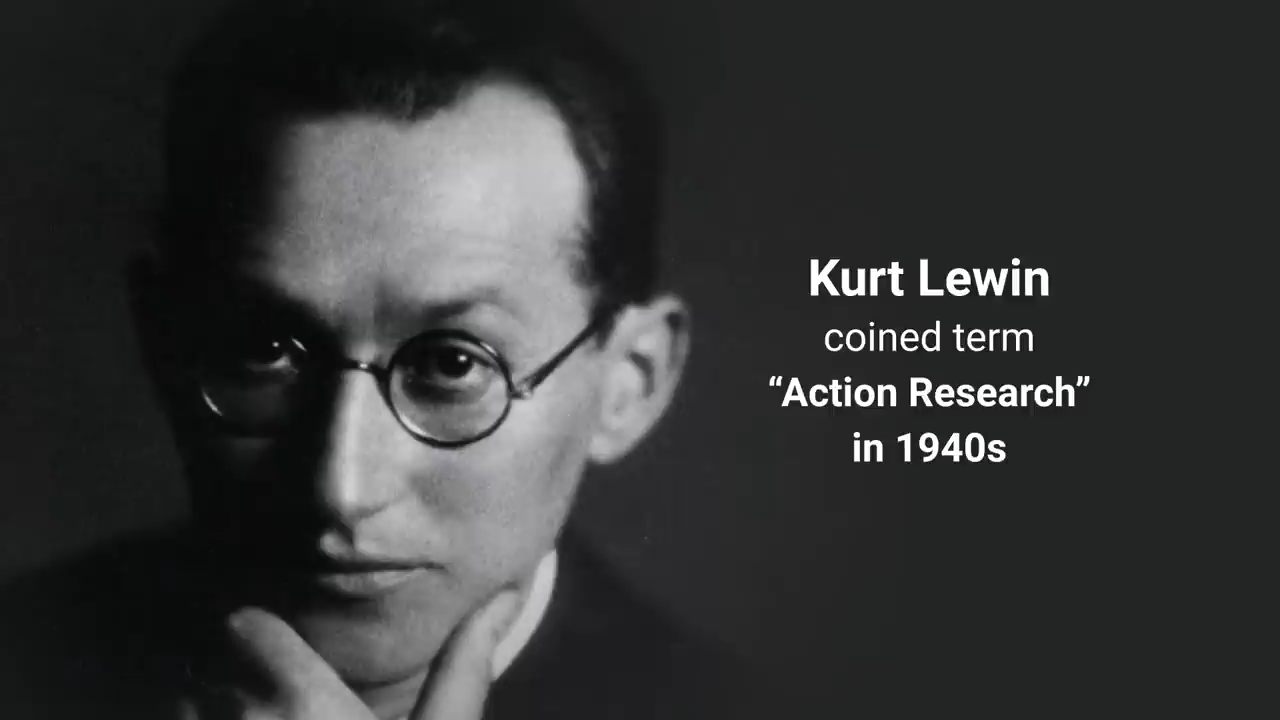 Kurt Lewin
coined term
“Action Research”
in 1940s